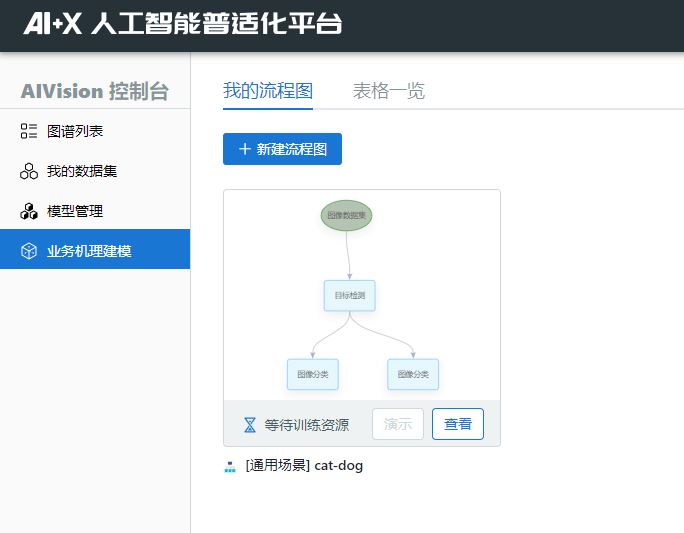 AI+X 人工智能普适化平台
AIVision 控制台
图谱列表
我的数据集
模型管理
业务机理建模
我的流程图 表格一览
+ 新建流程图
图像数据集
目标检测
图像分类 图像分类
等待训练资源 演示 查看
[通用场景] cat-dog